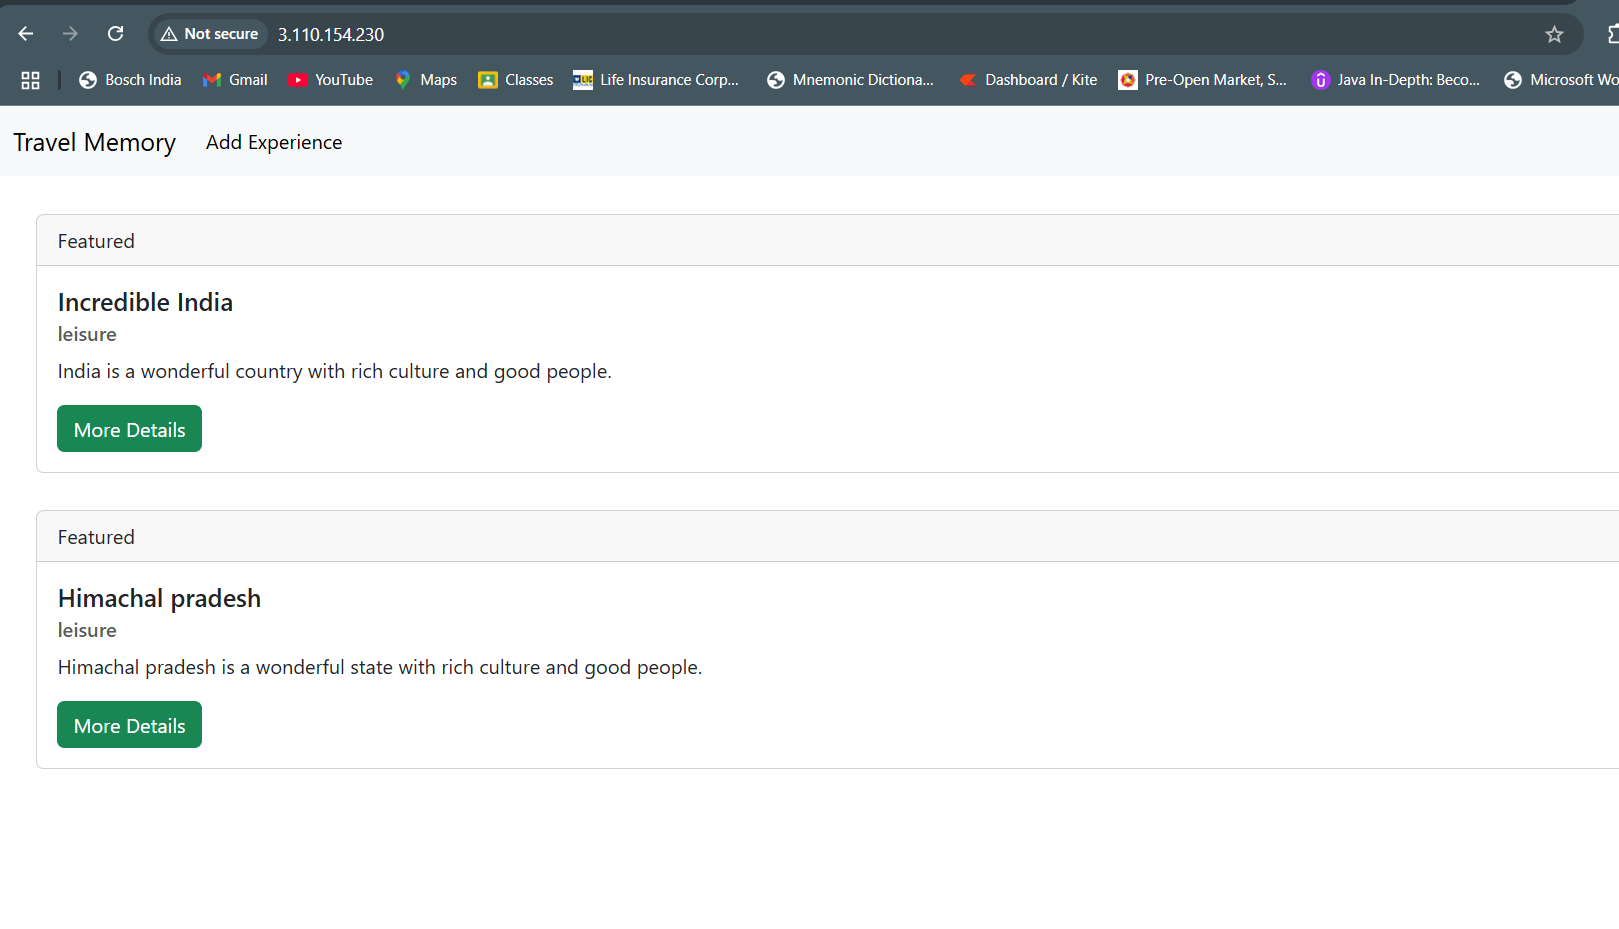 Not secure 3.110.154.230
Bosch India Gmail YouTube Maps Classes Life Insurance Corp... Mnemonic Dictiona... Dashboard / Kite Pre-Open Market, S... Java In-Depth: Beco... Microsoft Wo
Travel Memory Add Experience
Featured
Incredible India
leisure
India is a wonderful country with rich culture and good people.
More Details
Featured
Himachal pradesh
leisure
Himachal pradesh is a wonderful state with rich culture and good people.
More Details